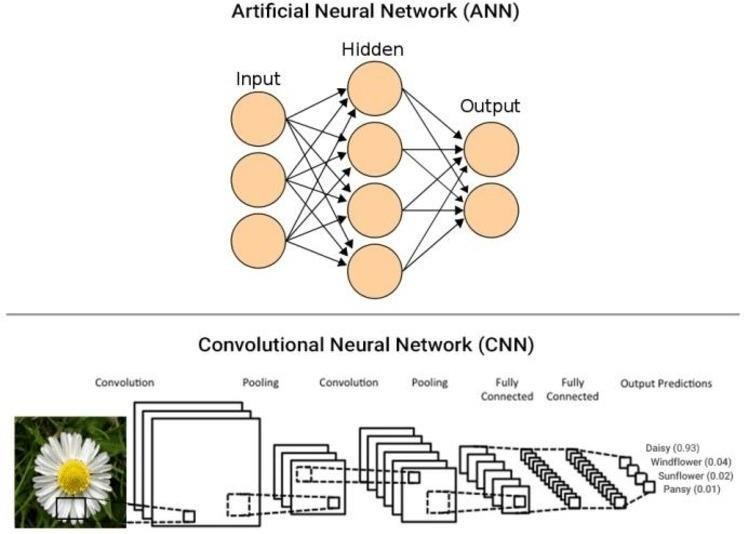 Artificial Neural Network (ANN)
Hidden
Input
Output
Convolutional Neural Network (CNN)
Convolution
Pooling
Convolution
Pooling
Fully
Connected
Fully
Connected
Output Predictions
Daisy (0.93)
Windflower (0.04)
Sunflower (0.02)
Pansy (0.01)